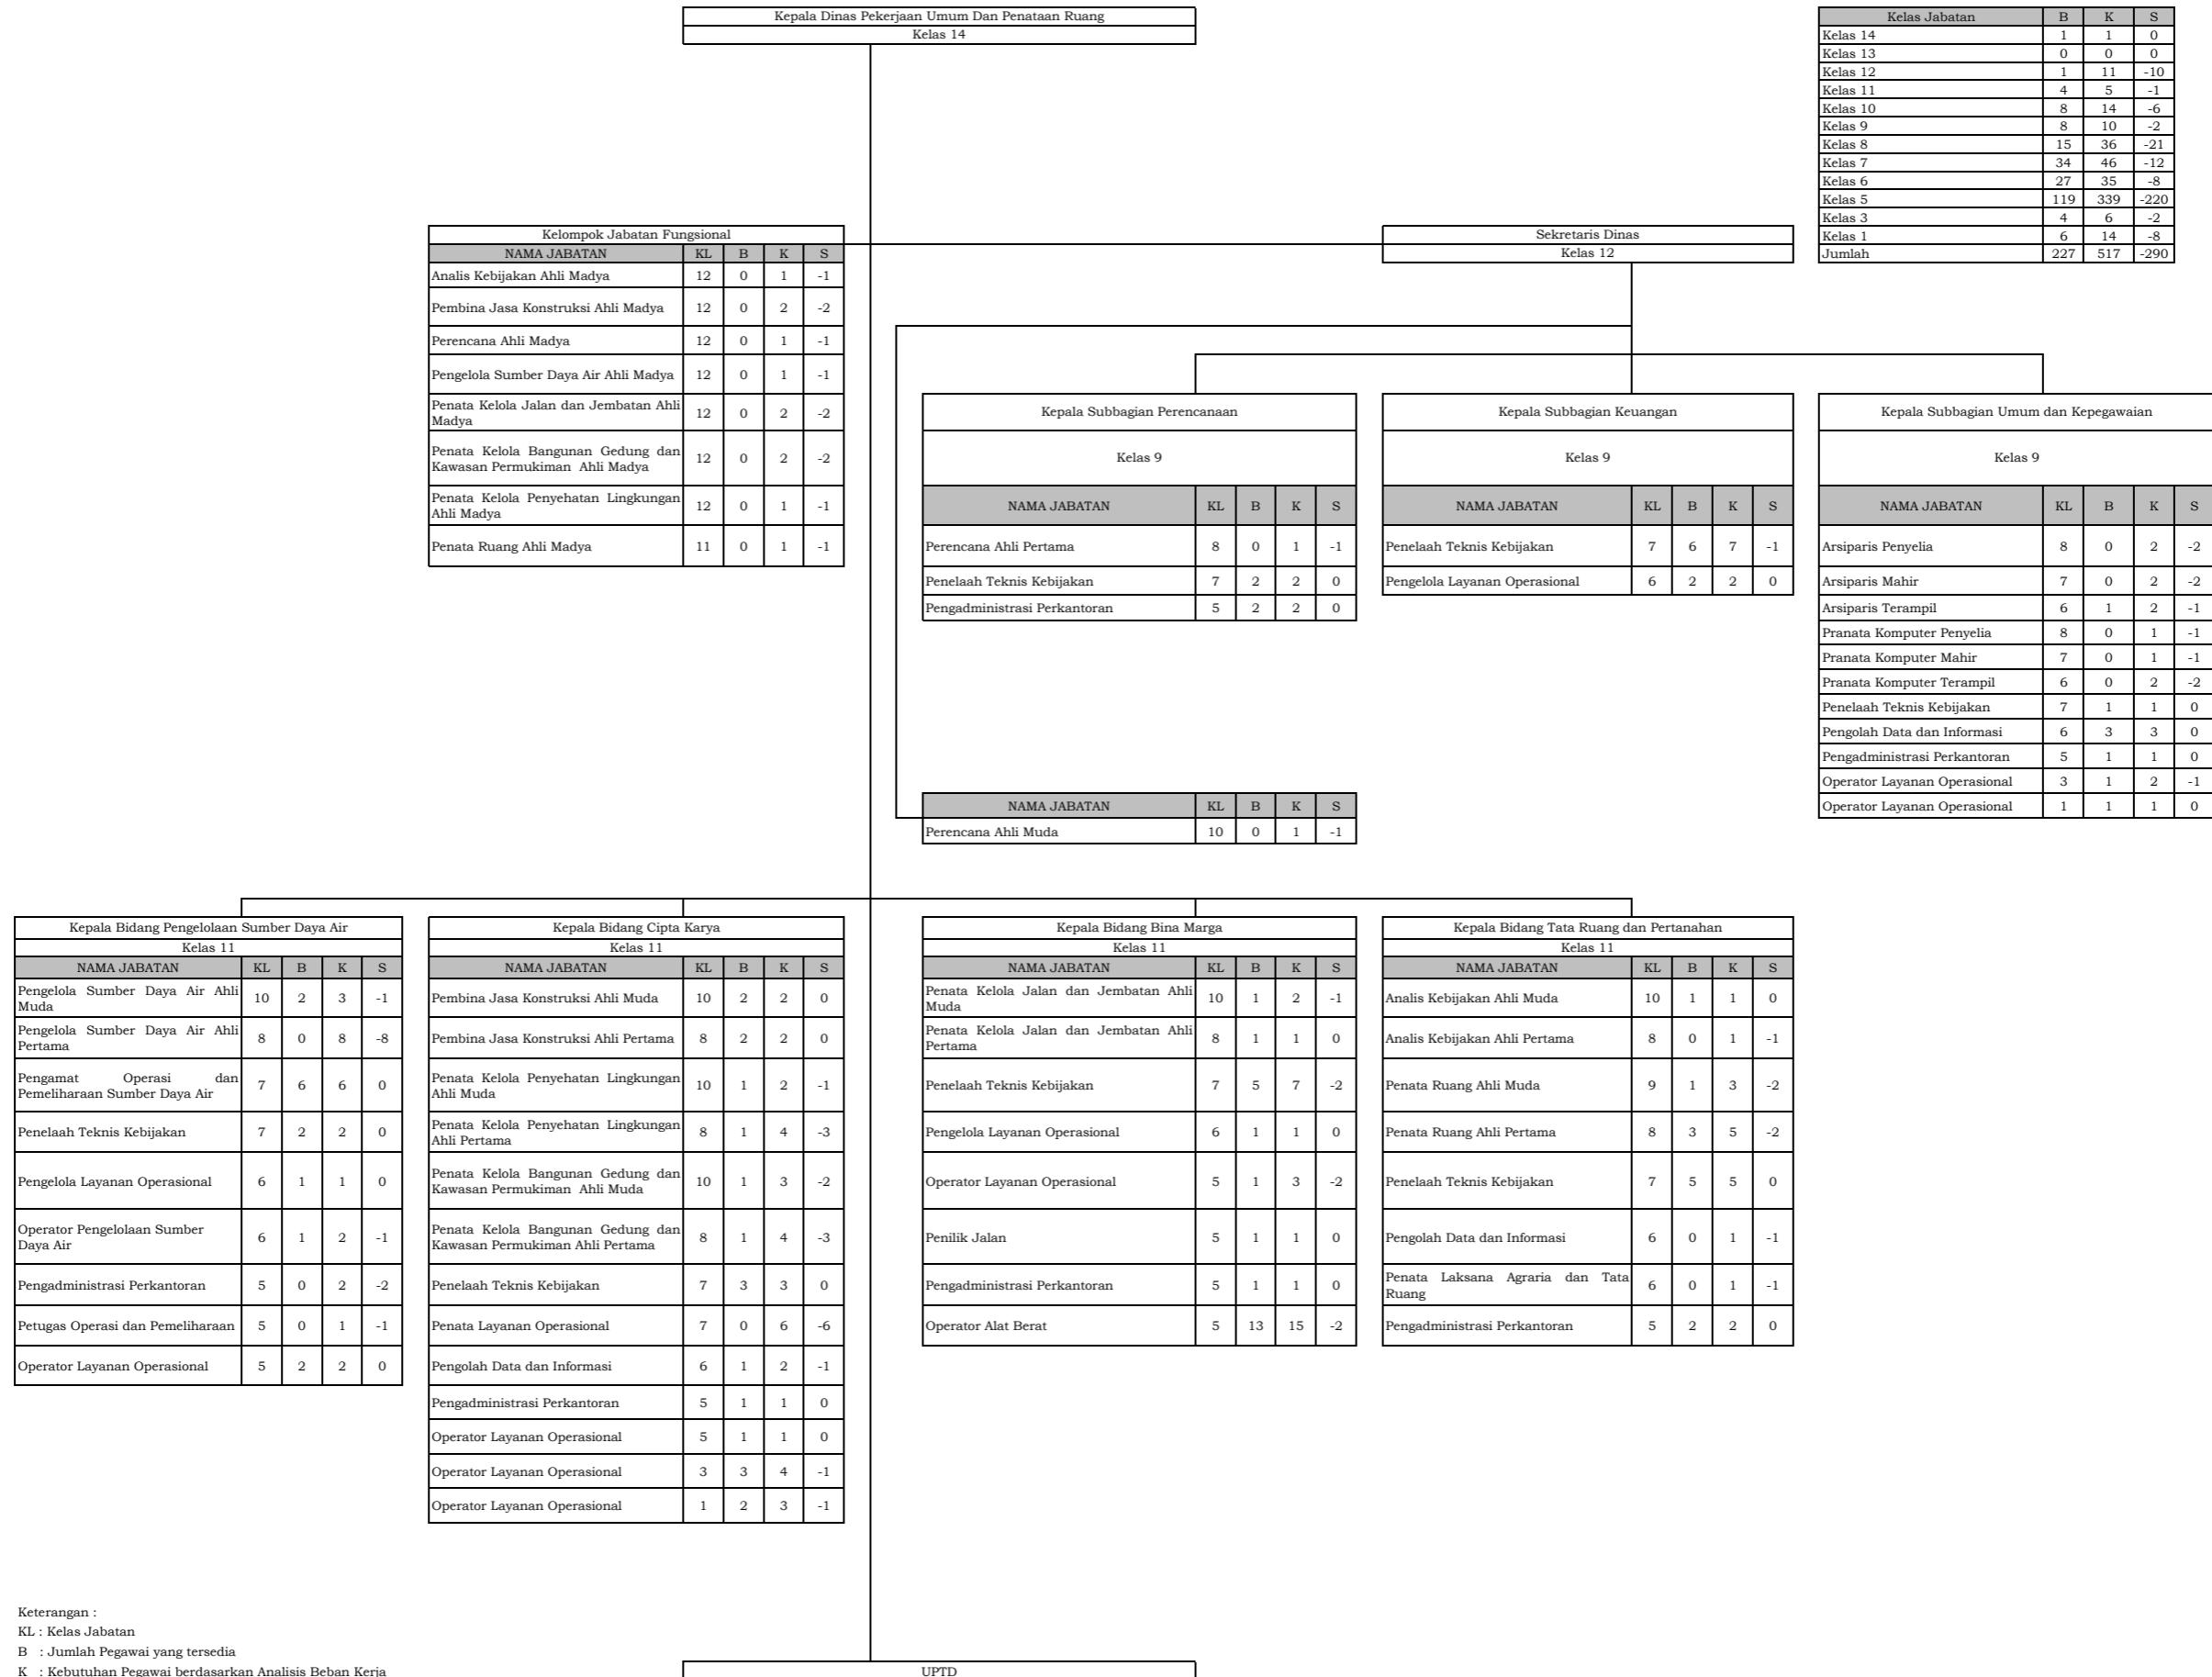 Kepala Dinas Pekerjaan Umum Dan Penataan Ruang
Kelas 14
Kelas Jabatan B K S
Kelas 14 1 1 0
Kelas 13 0 0 0
Kelas 12 1 11 -10
Kelas 11 4 5 -1
Kelas 10 8 14 -6
Kelas 9 8 10 -2
Kelas 8 15 36 -21
Kelas 7 34 46 -12
Kelas 6 27 35 -8
Kelas 5 119 339 -220
Kelas 3 4 6 -2
Kelas 1 6 14 -8
Jumlah 227 517 -290
Kelompok Jabatan Fungsional
NAMA JABATAN KL B K S
Analis Kebijakan Ahli Madya 12 0 1 -1
Pembina Jasa Konstruksi Ahli Madya 12 0 2 -2
Perencana Ahli Madya 12 0 1 -1
Pengelola Sumber Daya Air Ahli Madya 12 0 1 -1
Penata Kelola Jalan dan Jembatan Ahli
Madya 12 0 2 -2
Penata Kelola Bangunan Gedung dan
Kawasan Permukiman Ahli Madya 12 0 2 -2
Penata Kelola Penyehatan Lingkungan
Ahli Madya 12 0 1 -1
Penata Ruang Ahli Madya 11 0 1 -1
Sekretaris Dinas
Kelas 12
Kepala Subbagian Perencanaan
Kelas 9
NAMA JABATAN KL B K S
Perencana Ahli Pertama 8 0 1 -1
Penelaah Teknis Kebijakan 7 2 2 0
Pengadministrasi Perkantoran 5 2 2 0
Kepala Subbagian Keuangan
Kelas 9
NAMA JABATAN KL B K S
Penelaah Teknis Kebijakan 7 6 7 -1
Pengelola Layanan Operasional 6 2 2 0
Kepala Subbagian Umum dan Kepegawaian
Kelas 9
NAMA JABATAN KL B K S
Arsiparis Penyelia 8 0 2 -2
Arsiparis Mahir 7 0 2 -2
Arsiparis Terampil 6 1 2 -1
Pranata Komputer Penyelia 8 0 1 -1
Pranata Komputer Mahir 7 0 1 -1
Pranata Komputer Terampil 6 0 2 -2
Penelaah Teknis Kebijakan 7 1 1 0
Pengolah Data dan Informasi 6 3 3 0
Pengadministrasi Perkantoran 5 1 1 0
Operator Layanan Operasional 3 1 2 -1
Operator Layanan Operasional 1 1 1 0
NAMA JABATAN KL B K S
Perencana Ahli Muda 10 0 1 -1
Kepala Bidang Pengelolaan Sumber Daya Air
Kelas 11
NAMA JABATAN KL B K S
Pengelola Sumber Daya Air Ahli
Muda 10 2 3 -1
Pengelola Sumber Daya Air Ahli
Pertama 8 0 8 -8
Pengamat Operasi dan
Pemeliharaan Sumber Daya Air 7 6 6 0
Penelaah Teknis Kebijakan 7 2 2 0
Pengelola Layanan Operasional 6 1 1 0
Operator Pengelolaan Sumber
Daya Air 6 1 2 -1
Pengadministrasi Perkantoran 5 0 2 -2
Petugas Operasi dan Pemeliharaan 5 0 1 -1
Operator Layanan Operasional 5 2 2 0
Kepala Bidang Cipta Karya
Kelas 11
NAMA JABATAN KL B K S
Pembina Jasa Konstruksi Ahli Muda 10 2 2 0
Pembina Jasa Konstruksi Ahli Pertama 8 2 2 0
Penata Kelola Penyehatan Lingkungan
Ahli Muda 10 1 2 -1
Penata Kelola Penyehatan Lingkungan
Ahli Pertama 8 1 4 -3
Penata Kelola Bangunan Gedung dan
Kawasan Permukiman Ahli Muda 10 1 3 -2
Penata Kelola Bangunan Gedung dan
Kawasan Permukiman Ahli Pertama 8 1 4 -3
Penelaah Teknis Kebijakan 7 3 3 0
Penata Layanan Operasional 7 0 6 -6
Pengolah Data dan Informasi 6 1 2 -1
Pengadministrasi Perkantoran 5 1 1 0
Operator Layanan Operasional 5 1 1 0
Operator Layanan Operasional 3 3 4 -1
Operator Layanan Operasional 1 2 3 -1
Kepala Bidang Bina Marga
Kelas 11
NAMA JABATAN KL B K S
Penata Kelola Jalan dan Jembatan Ahli
Muda 10 1 2 -1
Penata Kelola Jalan dan Jembatan Ahli
Pertama 8 1 1 0
Penelaah Teknis Kebijakan 7 5 7 -2
Pengelola Layanan Operasional 6 1 1 0
Operator Layanan Operasional 5 1 3 -2
Penilik Jalan 5 1 1 0
Pengadministrasi Perkantoran 5 1 1 0
Operator Alat Berat 5 13 15 -2
Kepala Bidang Tata Ruang dan Pertanahan
Kelas 11
NAMA JABATAN KL B K S
Analis Kebijakan Ahli Muda 10 1 1 0
Analis Kebijakan Ahli Pertama 8 0 1 -1
Penata Ruang Ahli Muda 9 1 3 -2
Penata Ruang Ahli Pertama 8 3 5 -2
Penelaah Teknis Kebijakan 7 5 5 0
Pengolah Data dan Informasi 6 0 1 -1
Penata Laksana Agraria dan Tata
Ruang 6 0 1 -1
Pengadministrasi Perkantoran 5 2 2 0
Keterangan :
KL : Kelas Jabatan
B : Jumlah Pegawai yang tersedia
K : Kebutuhan Pegawai berdasarkan Analisis Beban Kerja
UPTD